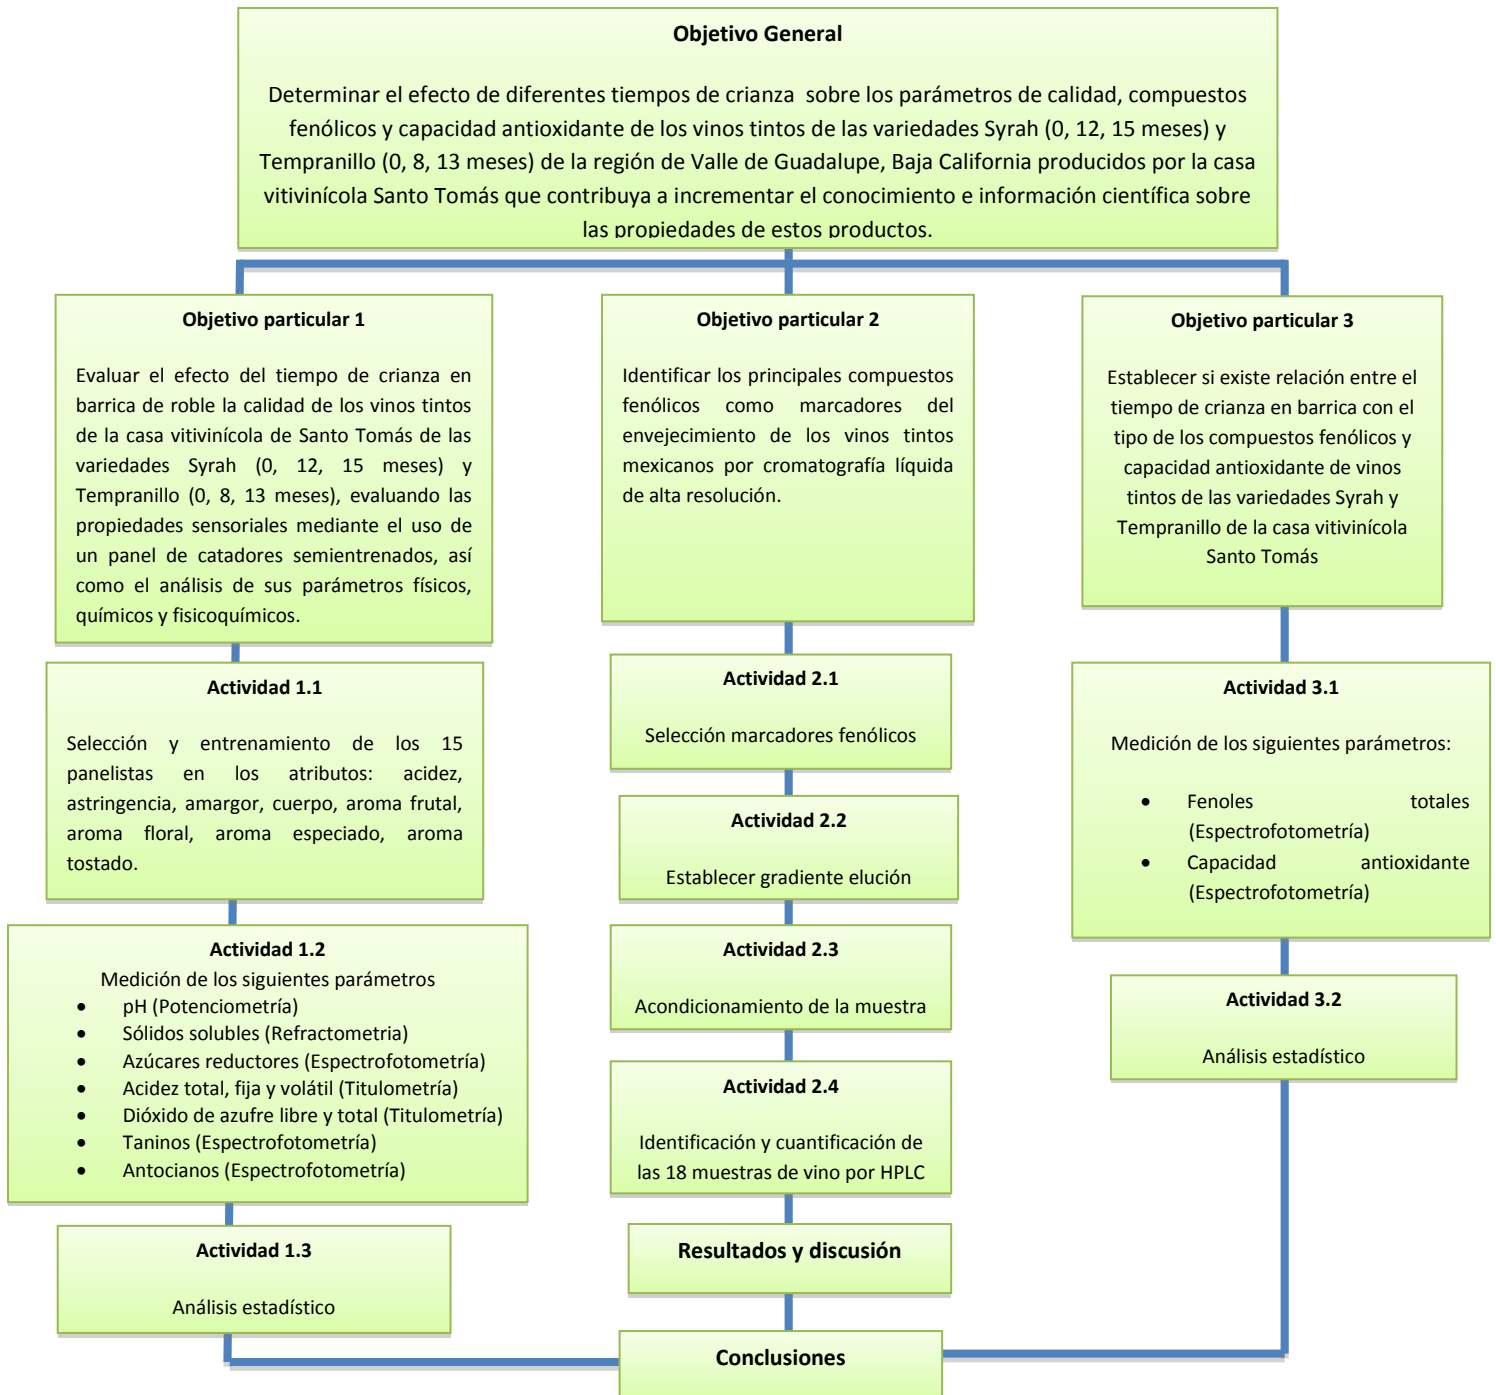 Objetivo General
Determinar el efecto de diferentes tiempos de crianza sobre los parámetros de calidad, compuestos
fenólicos y capacidad antioxidante de los vinos tintos de las variedades Syrah (0, 12, 15 meses) y
Tempranillo (0, 8, 13 meses) de la región de Valle de Guadalupe, Baja California producidos por la casa
vitivinícola Santo Tomás que contribuya a incrementar el conocimiento e información científica sobre
las propiedades de estos productos.
Objetivo particular 1
Evaluar el efecto del tiempo de crianza en
barrica de roble la calidad de los vinos tintos
de la casa vitivinícola de Santo Tomás de las
variedades Syrah (0, 12, 15 meses) y
Tempranillo (0, 8, 13 meses), evaluando las
propiedades sensoriales mediante el uso de
un panel de catadores semientrenados, así
como el análisis de sus parámetros físicos,
químicos y fisicoquímicos.
Actividad 1.1
Selección y entrenamiento de los 15
panelistas en los atributos: acidez,
astringencia, amargor, cuerpo, aroma frutal,
aroma floral, aroma especiado, aroma
tostado.
Actividad 1.2
Medición de los siguientes parámetros
• pH (Potenciometría)
• Sólidos solubles (Refractometria)
• Azúcares reductores (Espectrofotometría)
• Acidez total, fija y volátil (Titulometría)
• Dióxido de azufre libre y total (Titulometría)
• Taninos (Espectrofotometría)
• Antocianos (Espectrofotometría)
Actividad 1.3
Análisis estadístico
Objetivo particular 2
Identificar los principales compuestos
fenólicos como marcadores del
envejecimiento de los vinos tintos
mexicanos por cromatografía líquida
de alta resolución.
Actividad 2.1
Selección marcadores fenólicos
Actividad 2.2
Establecer gradiente elución
Actividad 2.3
Acondicionamiento de la muestra
Actividad 2.4
Identificación y cuantificación de
las 18 muestras de vino por HPLC
Resultados y discusión
Objetivo particular 3
Establecer si existe relación entre el
tiempo de crianza en barrica con el
tipo de los compuestos fenólicos y
capacidad antioxidante de vinos
tintos de las variedades Syrah y
Tempranillo de la casa vitivinícola
Santo Tomás
Actividad 3.1
Medición de los siguientes parámetros:
• Fenoles totales
(Espectrofotometría)
• Capacidad antioxidante
(Espectrofotometría)
Actividad 3.2
Análisis estadístico
Conclusiones